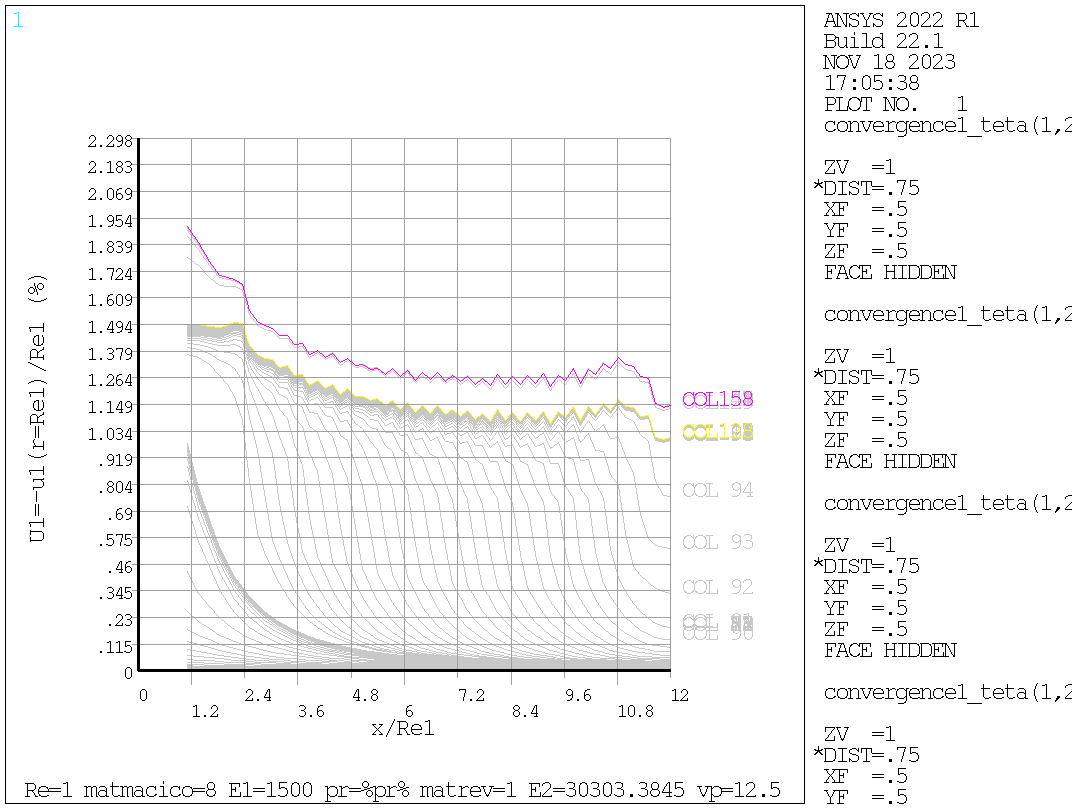 1
ANSYS 2022 R1
Build 22.1
NOV 18 2023
17:05:38
PLOT NO. 1
convergence1_teta(1,2
ZV =1
*DIST=.75
XF =.5
YF =.5
ZF =.5
FACE HIDDEN
convergence1_teta(1,2
ZV =1
*DIST=.75
XF =.5
YF =.5
ZF =.5
FACE HIDDEN
convergence1_teta(1,2
ZV =1
*DIST=.75
XF =.5
YF =.5
ZF =.5
FACE HIDDEN
convergence1_teta(1,2
ZV =1
*DIST=.75
XF =.5
YF =.5
U1=-u1(r=Re1)/Re1 (%)
2.298
2.183
2.069
1.954
1.839
1.724
1.609
1.494
1.379
1.264
1.149
1.034
.919
.804
.69
.575
.46
.345
.23
.115
0
COL 158
COL
COL 94
COL 93
COL 92
COL
COL 90
0
1.2
2.4
3.6
4.8
6
7.2
8.4
9.6
10.8
12
x/Re1
Re=1 matmacico=8 E1=1500 pr=%pr% matrev=1 E2=30303.3845 vp=12.5